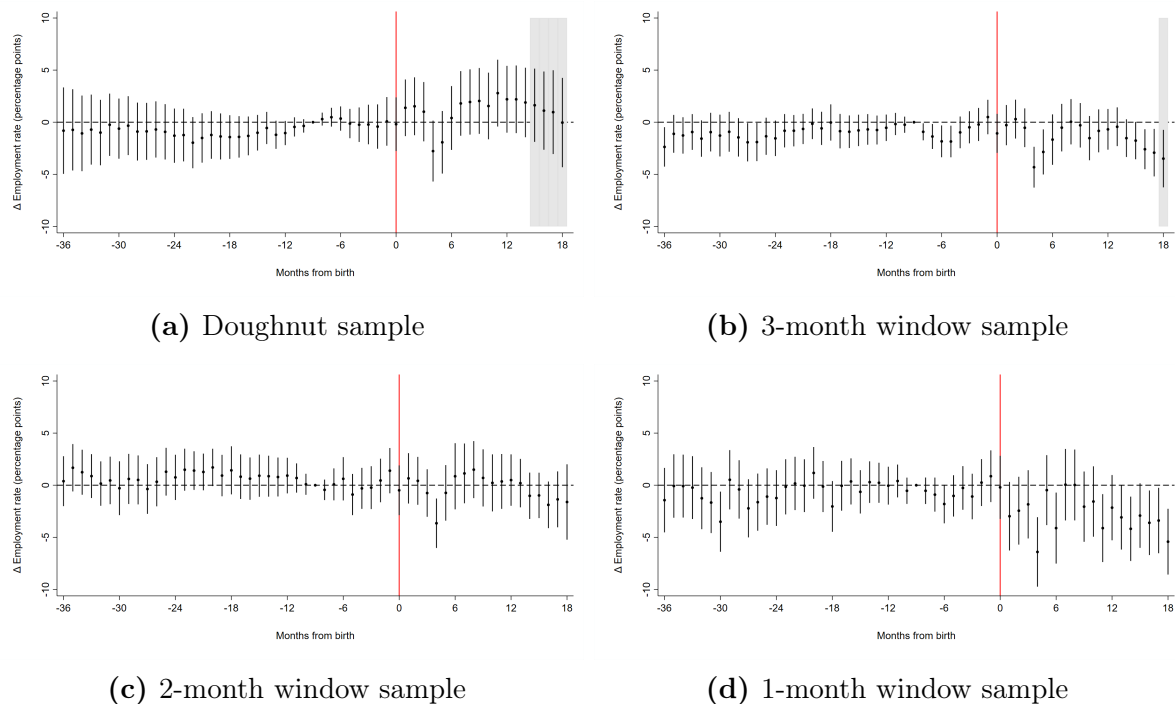 Δ Employment rate (percentage points)
10
5
0
-5
-10
-36 -30 -24 -18 -12 -6 0 6 12 18
Months from birth
(a) Doughnut sample
Δ Employment rate (percentage points)
10
5
0
-5
-10
-36 -30 -24 -18 -12 -6 0 6 12 18
Months from birth
(b) 3-month window sample
Δ Employment rate (percentage points)
10
5
0
-5
-10
-36 -30 -24 -18 -12 -6 0 6 12 18
Months from birth
(c) 2-month window sample
Δ Employment rate (percentage points)
10
5
0
-5
-10
-36 -30 -24 -18 -12 -6 0 6 12 18
Months from birth
(d) 1-month window sample